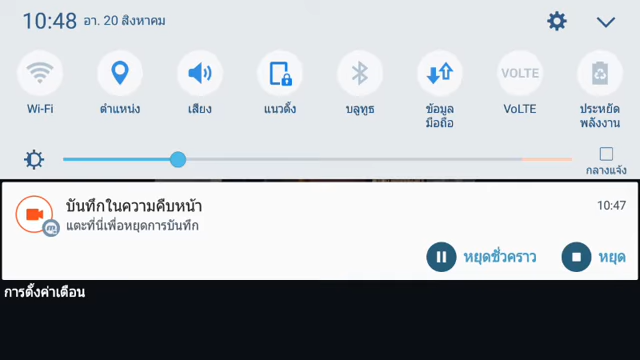 10:48 อา. 20 สิงหาคม
Wi-Fi
ตำแหน่ง
เสียง
แนวตั้ง
บลูทูธ
ข้อมูล
มือถือ
VOLTE
VoLTE
ประหยัด
พลังงาน
กลางแจ้ง
บันทึกในความคืบหน้า 10:47
แตะที่นี่เพื่อหยุดการบันทึก
หยุดชั่วคราว หยุด
การตั้งค่าเตือน